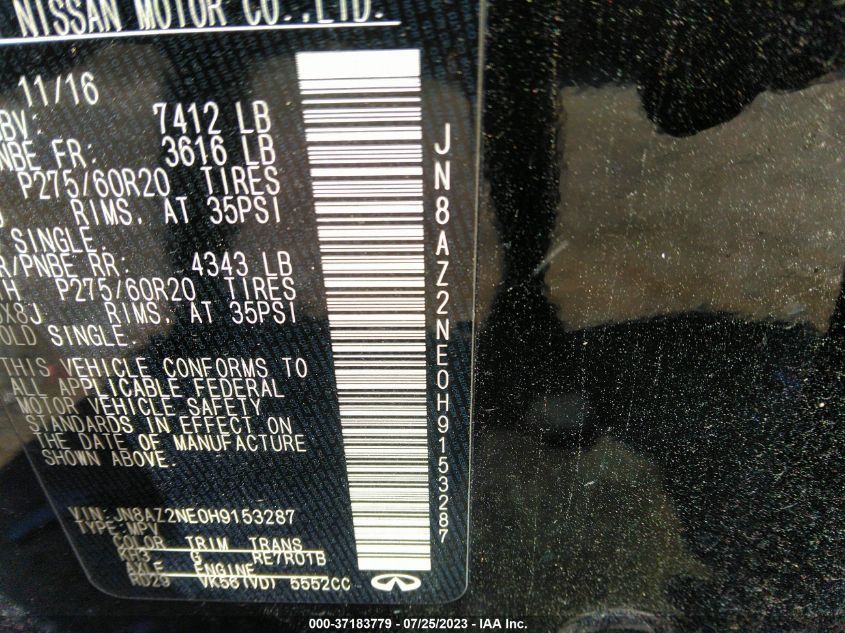 NISSAN MOTOR CO.,LTD.
11/16
7412 LB
FR: 3616 LB
P275/60R20 TIRES
RIMS. AT 35PSI
SINGLE.
R/PNBE RR: 4343 LB
P275/60R20 TIRES
X8J RIMS. AT 35PSI
OLD SINGLE.
THIS VEHICLE CONFORMS TO
ALL APPLICABLE FEDERAL
MOTOR VEHICLE SAFETY
STANDARDS IN EFFECT ON
THE DATE OF MANUFACTURE
SHOWN ABOVE.
VIN:JN8AZ2NE0H9153287
TYPE:MPV
COLOR TRIM TRANS
KH3 G RE7R01B
AXLE ENGINE
RD29 VK56(VD) 5552CC
JN8AZ2NE0H9153287
000-37183779 — 07/25/2023 - IAA Inc.